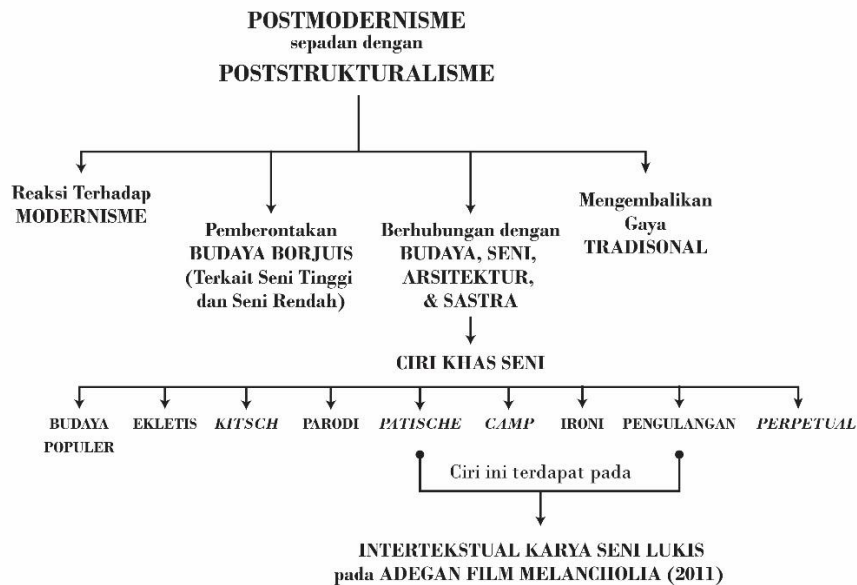 POSTMODERNISME
sepadan dengan
POSTSTRUKTURALISME
Reaksi Terhadap
MODERNISME
Pemberontakan
BUDAYA BORJUIS
(Terkait Seni Tinggi
dan Seni Rendah)
Berhubungan dengan
BUDAYA, SENI,
ARSITEKTUR,
& SASTRA
Mengembalikan
Gaya
TRADISONAL
CIRI KHAS SENI
BUDAYA
POPULER
EKLETIS
KITSCH
PARODI
PATISCHE
CAMP
IRONI
PENGULANGAN
PERPETUAL
Ciri ini terdapat pada
INTERTEKSTUAL KARYA SENI LUKIS
pada ADEGAN FILM MELANCHOLIA (2011)